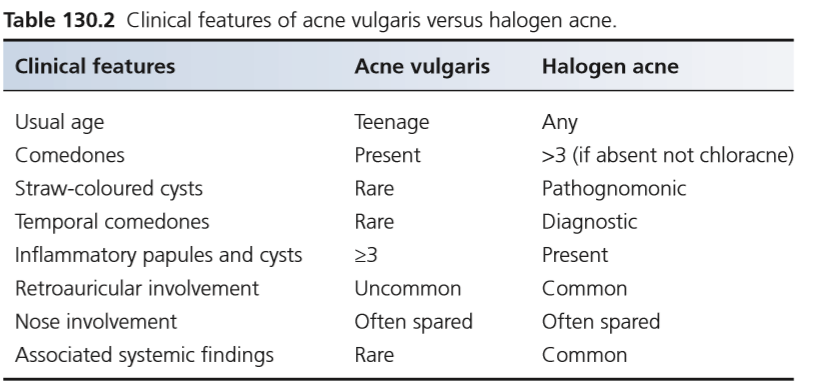 Table 130.2 Clinical features of acne vulgaris versus halogen acne.
Clinical features Acne vulgaris Halogen acne
Usual age Teenage Any
Comedones Present >3 (if absent not chloracne)
Straw-coloured cysts Rare Pathognomonic
Temporal comedones Rare Diagnostic
Inflammatory papules and cysts ≥3 Present
Retroauricular involvement Uncommon Common
Nose involvement Often spared Often spared
Associated systemic findings Rare Common